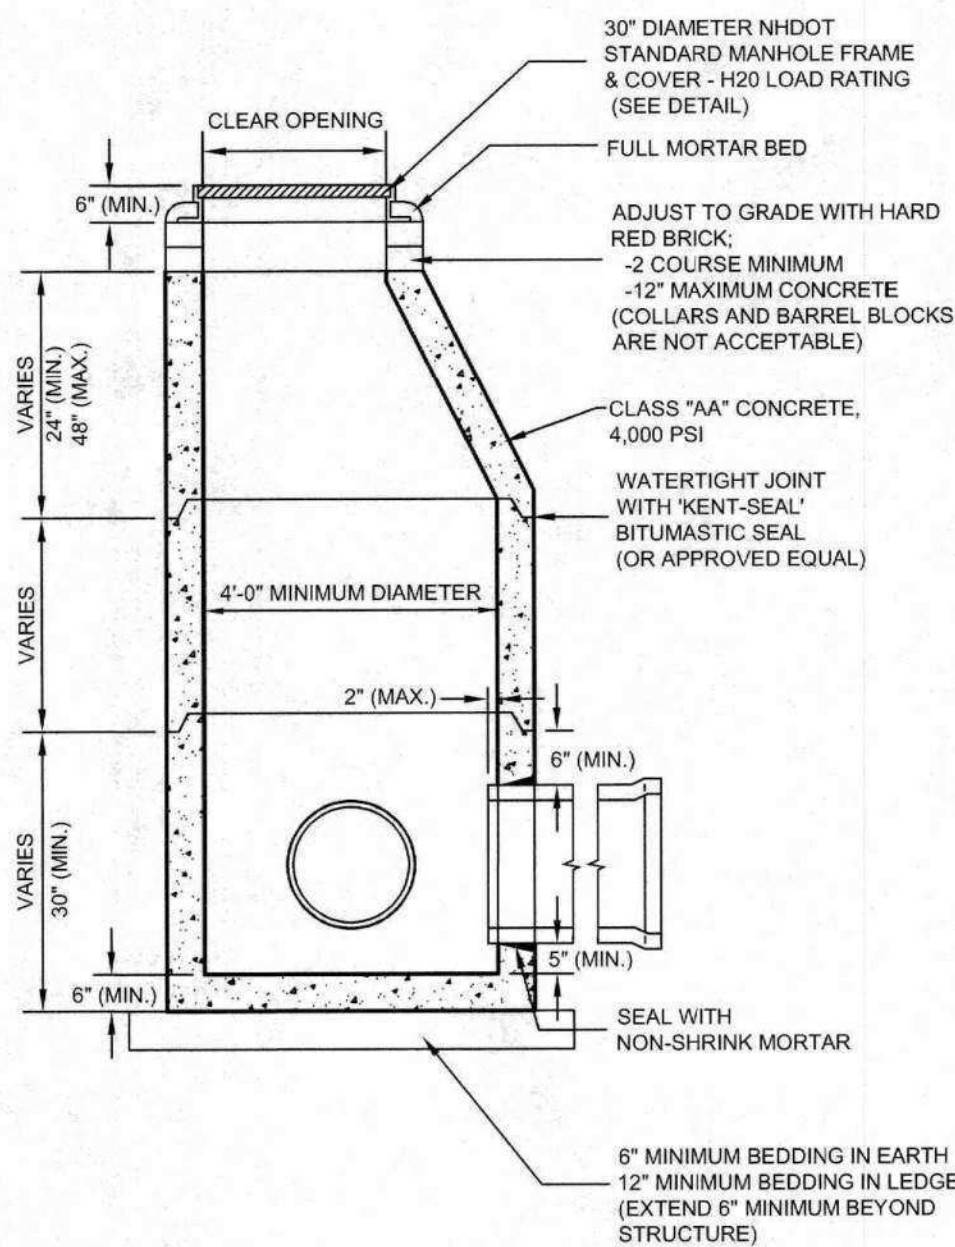 30" DIAMETER NHDOT
STANDARD MANHOLE FRAME
& COVER - H20 LOAD RATING
(SEE DETAIL)
CLEAR OPENING
FULL MORTAR BED
6" (MIN.)
ADJUST TO GRADE WITH HARD
RED BRICK;
-2 COURSE MINIMUM
-12" MAXIMUM CONCRETE
(COLLARS AND BARREL BLOCKS
ARE NOT ACCEPTABLE)
VARIES
24" (MIN.)
48" (MAX.)
CLASS "AA" CONCRETE,
4,000 PSI
WATERTIGHT JOINT
WITH 'KENT-SEAL'
BITUMASTIC SEAL
(OR APPROVED EQUAL)
VARIES
4'-0" MINIMUM DIAMETER
2" (MAX.)
6" (MIN.)
VARIES
30" (MIN.)
5" (MIN.)
6" (MIN.)
SEAL WITH
NON-SHRINK MORTAR
6" MINIMUM BEDDING IN EARTH
12" MINIMUM BEDDING IN LEDGE
(EXTEND 6" MINIMUM BEYOND
STRUCTURE)